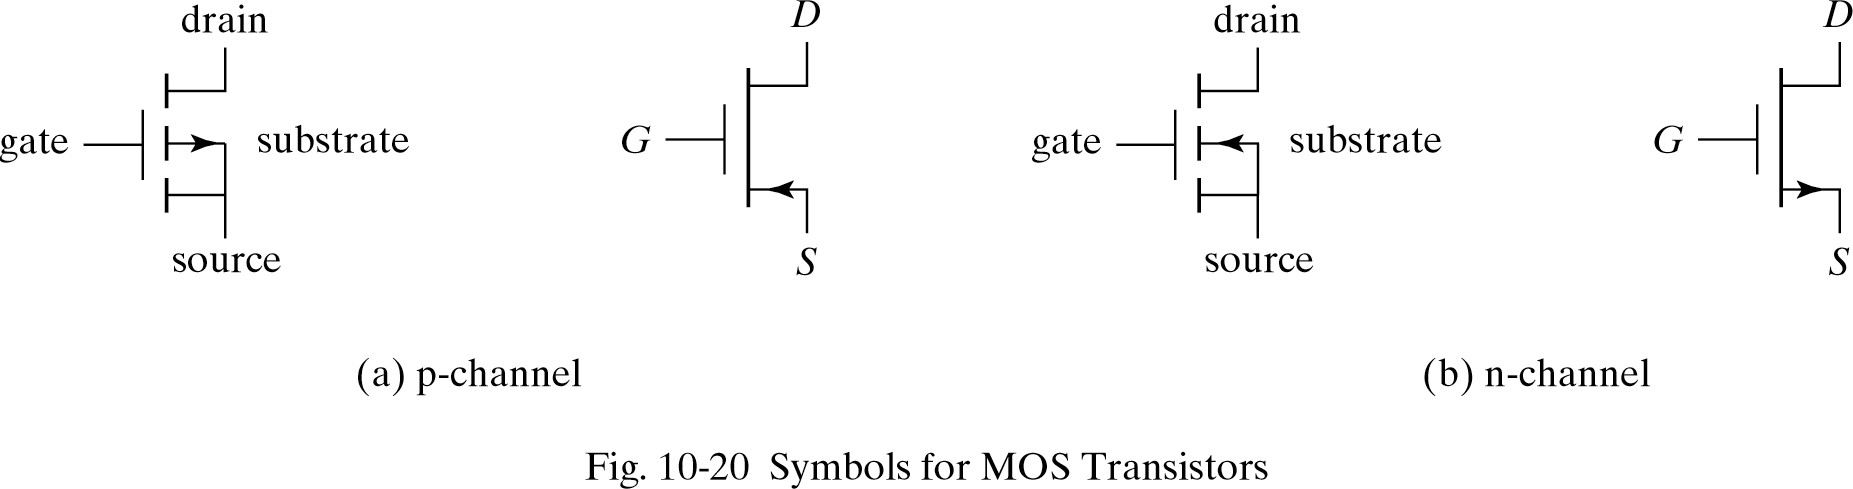 drain
gate
substrate
source
D
G
S
drain
gate
substrate
source
D
G
S
(a) p-channel
(b) n-channel
Fig. 10-20 Symbols for MOS Transistors